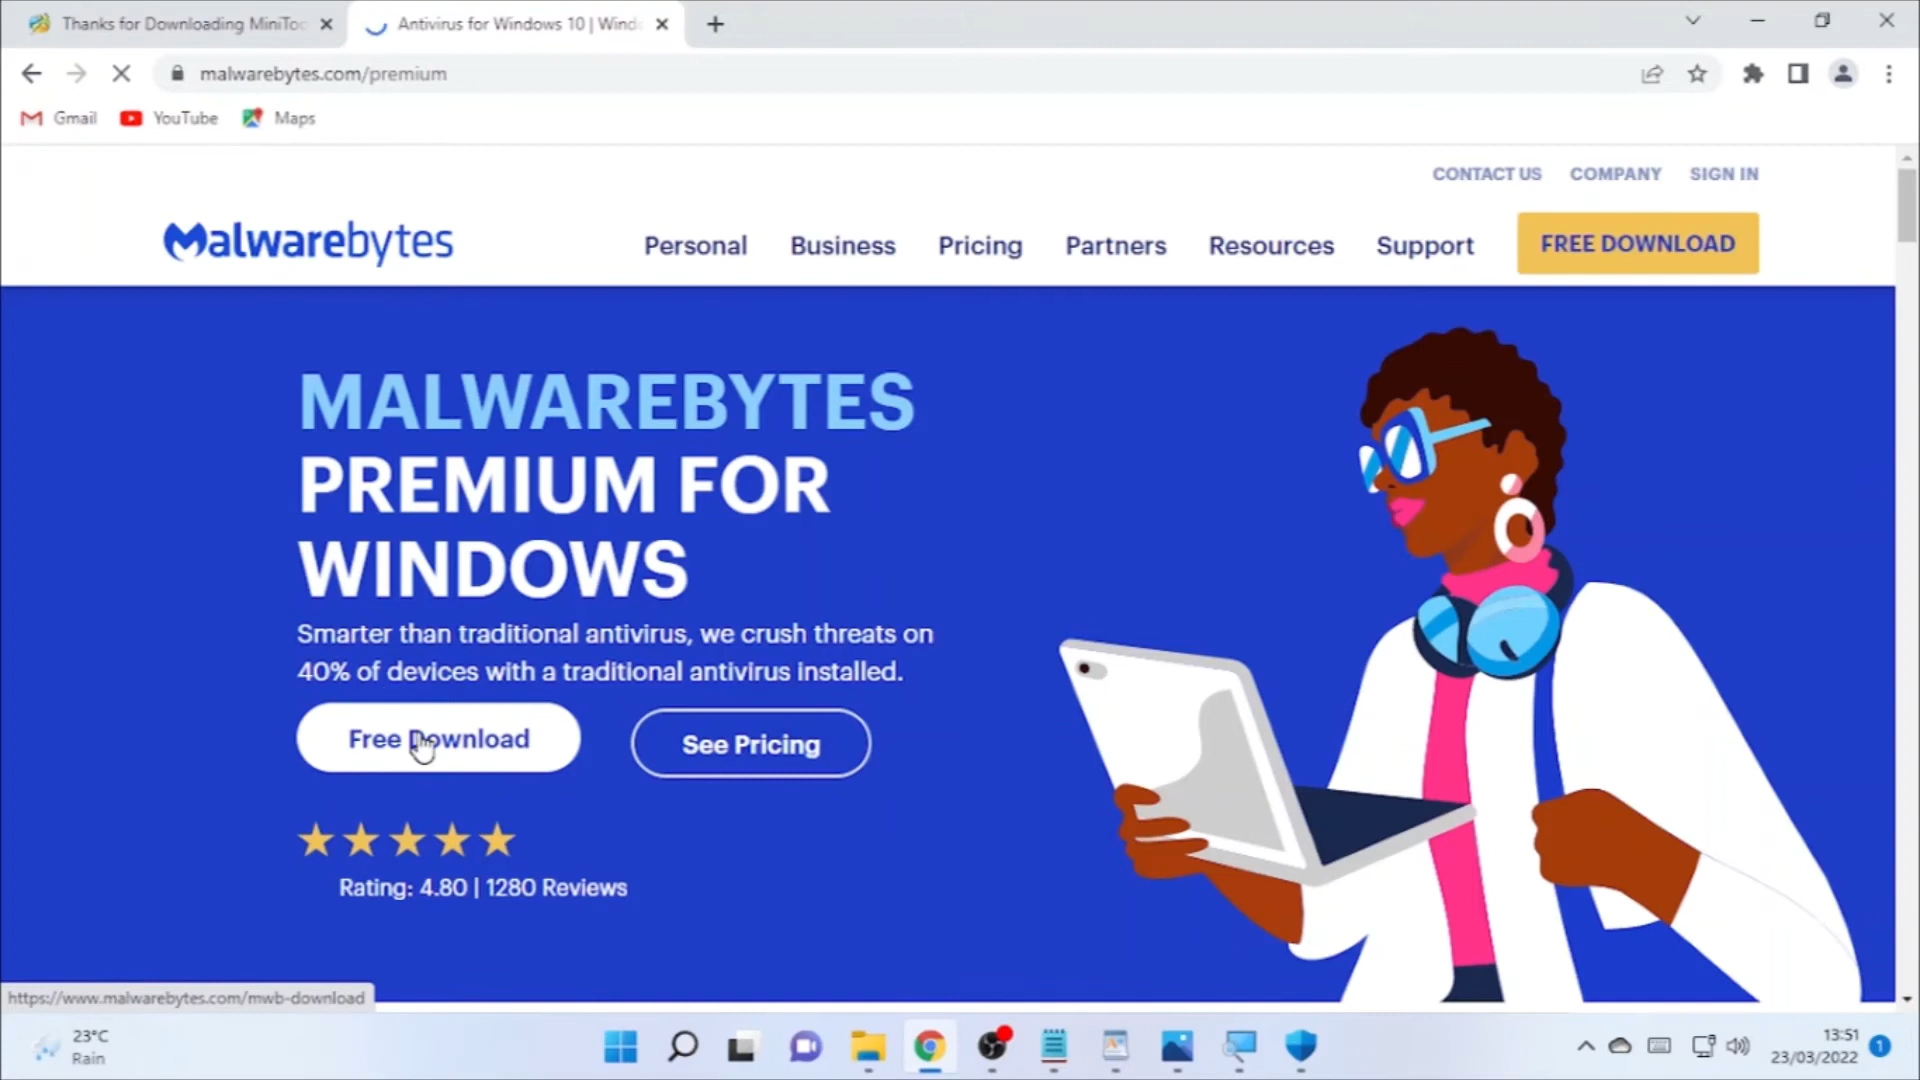 Thanks for Downloading MiniToo
Antivirus for Windows 10 | Wind
malwarebytes.com/premium
Gmail
YouTube
Maps
CONTACT US
COMPANY
SIGN IN
Malwarebytes
Personal
Business
Pricing
Partners
Resources
Support
FREE DOWNLOAD
MALWAREBYTES
PREMIUM FOR
WINDOWS
Smarter than traditional antivirus, we crush threats on
40% of devices with a traditional antivirus installed.
Free Download
See Pricing
Rating: 4.80 | 1280 Reviews
https://www.malwarebytes.com/mwb-download
23°C
Rain
13:51
23/03/2022
1